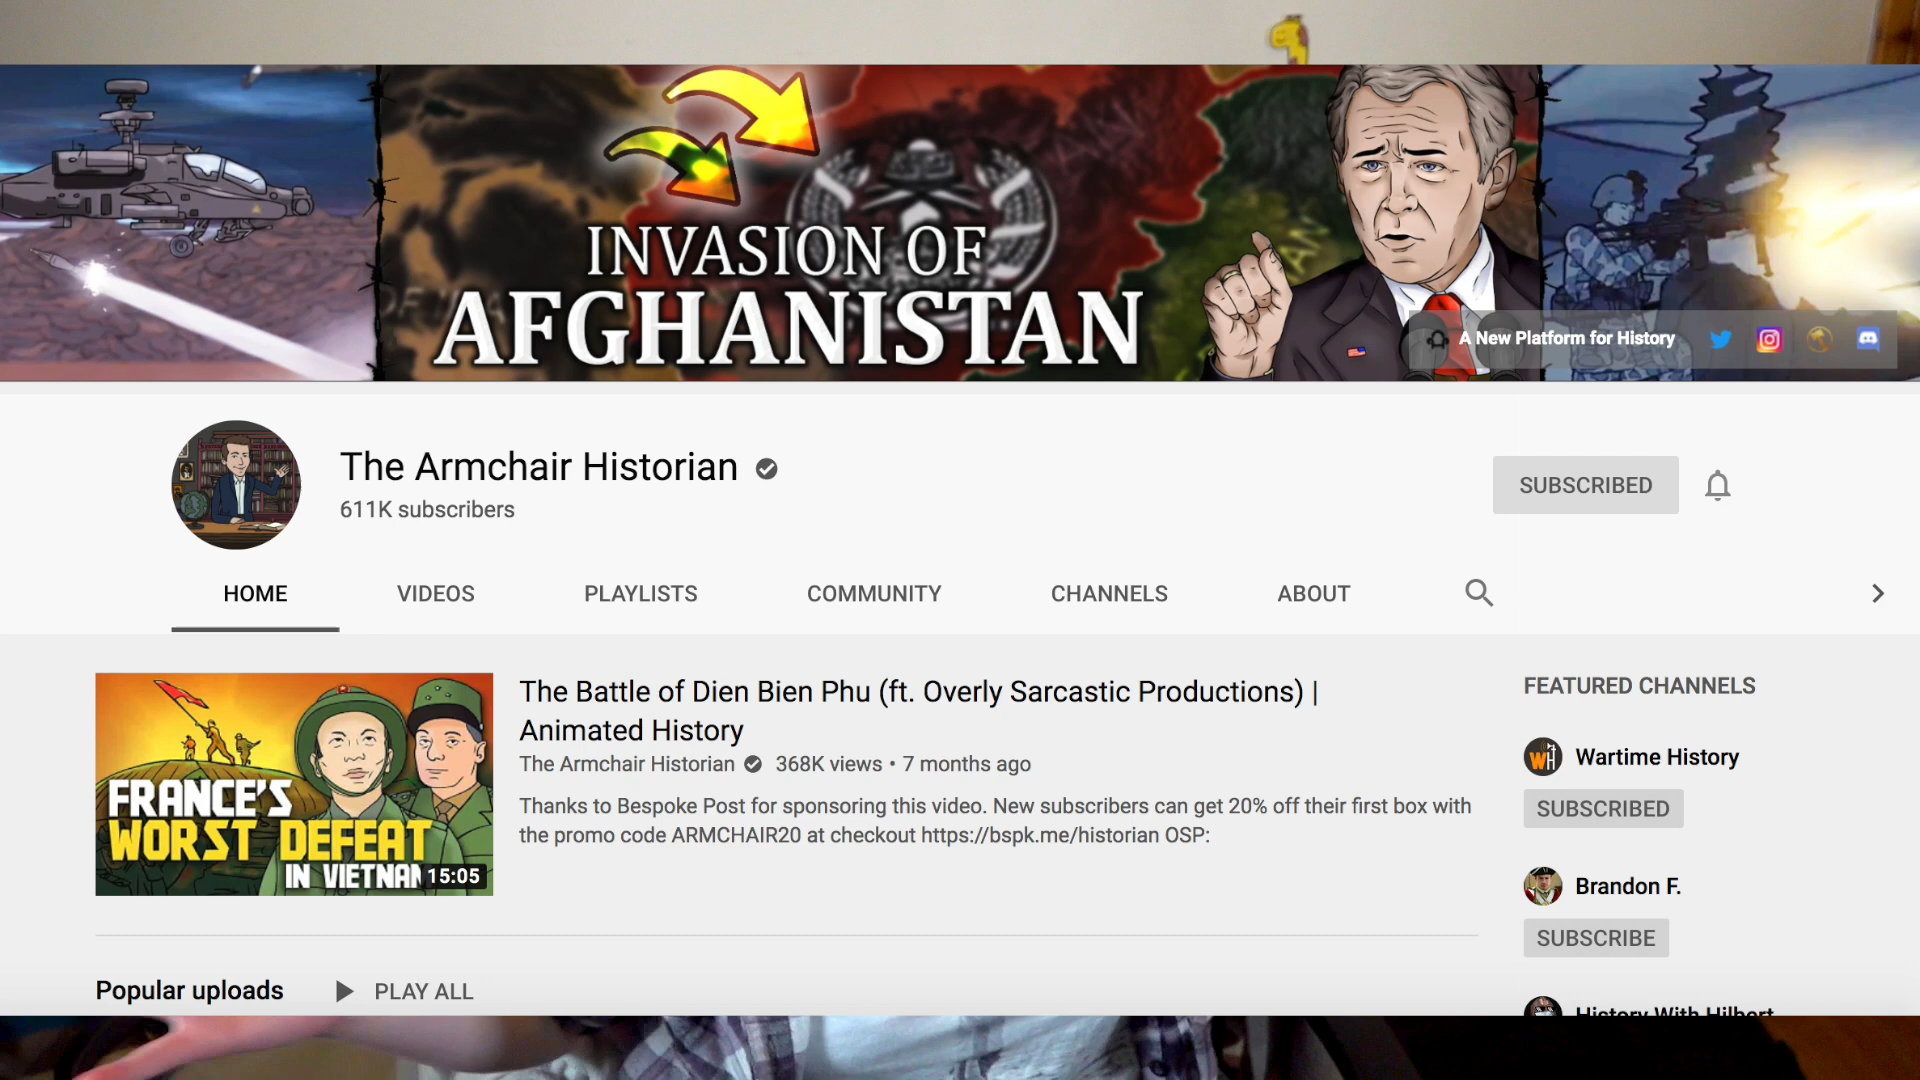 INVASION OF
AFGHANISTAN
A New Platform for History
The Armchair Historian
611K subscribers
SUBSCRIBED
HOME VIDEOS PLAYLISTS COMMUNITY CHANNELS ABOUT
FRANCE'S
WORST DEFEAT
IN VIETNAM
15:05
The Battle of Dien Bien Phu (ft. Overly Sarcastic Productions) |
Animated History
The Armchair Historian 368K views • 7 months ago
Thanks to Bespoke Post for sponsoring this video. New subscribers can get 20% off their first box with
the promo code ARMCHAIR20 at checkout https://bspk.me/historian OSP:
Popular uploads PLAY ALL
FEATURED CHANNELS
WH
Wartime History
SUBSCRIBED
Brandon F.
SUBSCRIBE
History With Hilbert